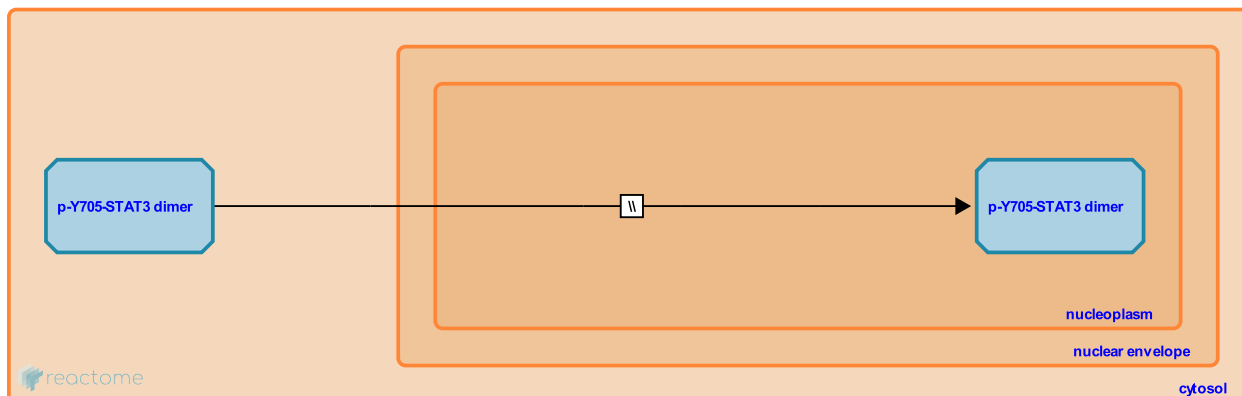 p-Y705-STAT3 dimer
\\
p-Y705-STAT3 dimer
nucleoplasm
nuclear envelope
reactome
cytosol